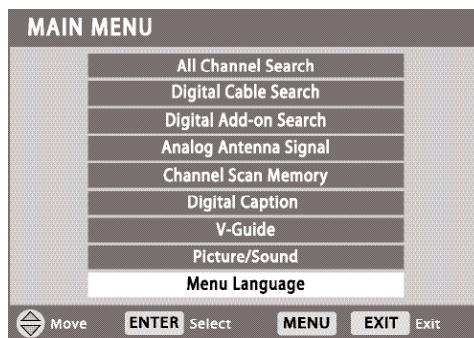 MAIN MENU
All Channel Search
Digital Cable Search
Digital Add-on Search
Analog Antenna Signal
Channel Scan Memory
Digital Caption
V-Guide
Picture/Sound
Menu Language
Move ENTER Select MENU EXIT Exit